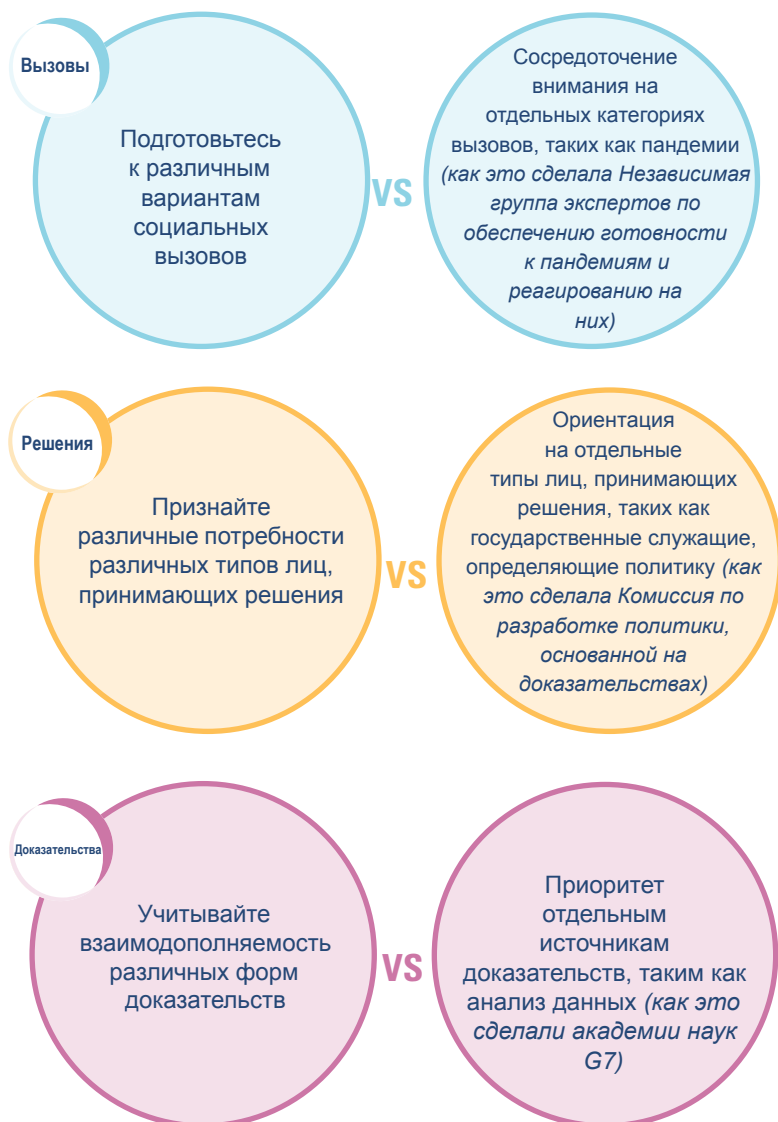 Вызовы
Подготовьтесь
к различным
вариантам
социальных
вызовов
VS
Сосредоточение
внимания на
отдельных категориях
вызовов, таких как пандемии
(как это сделала Независимая
группа экспертов по
обеспечению готовности
к пандемиям и
реагированию на
них)
Решения
Признайте
различные потребности
различных типов лиц,
принимающих решения
VS
Ориентация
на отдельные
типы лиц, принимающих
решения, таких как
государственные служащие,
определяющие политику (как
это сделала Комиссия по
разработке политики,
основанной на
доказательствах)
Доказательства
Учитывайте
взаимодополняемость
различных форм
доказательств
VS
Приоритет
отдельным
источникам
доказательств, таким как
анализ данных (как это
сделали академии наук
G7)